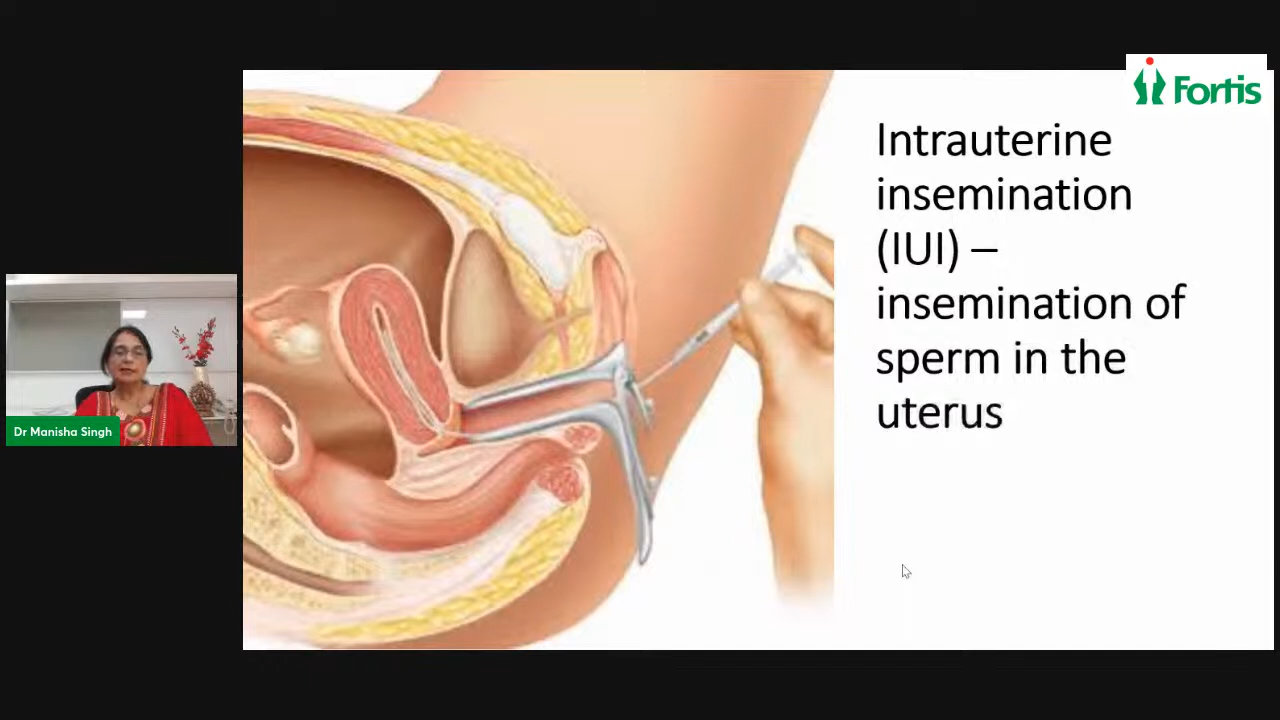 Fortis
Intrauterine
insemination
(IUI) –
insemination of
sperm in the
uterus
Dr Manisha Singh